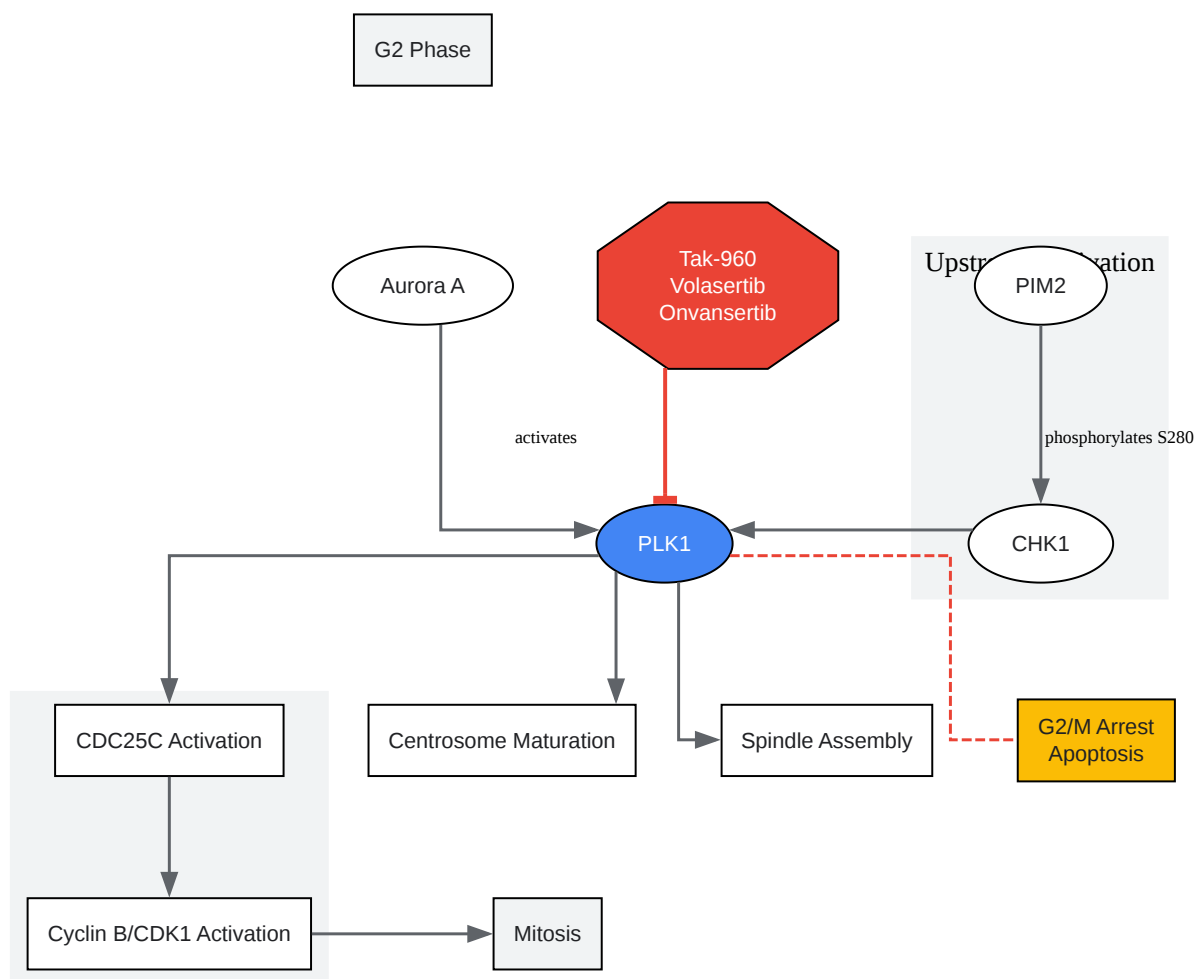 G2 Phase
Aurora A
Tak-960
Volasertib
Onvansertib
PIM2
activates
phosphorylates S280
PLK1
CHK1
CDC25C Activation
Centrosome Maturation
Spindle Assembly
G2/M Arrest
Apoptosis
Cyclin B/CDK1 Activation
Mitosis